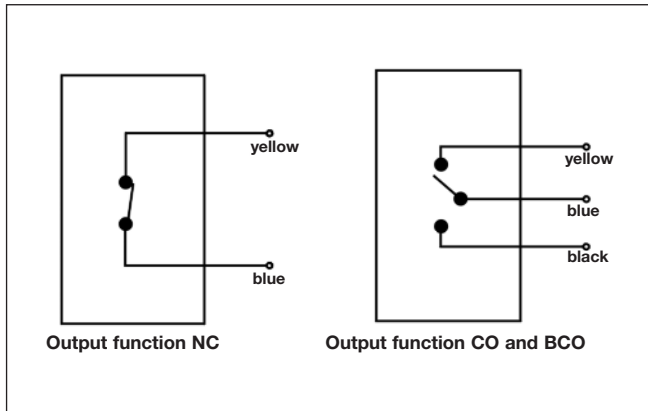 yellow
blue
Output function NC
yellow
blue
black
Output function CO and BCO